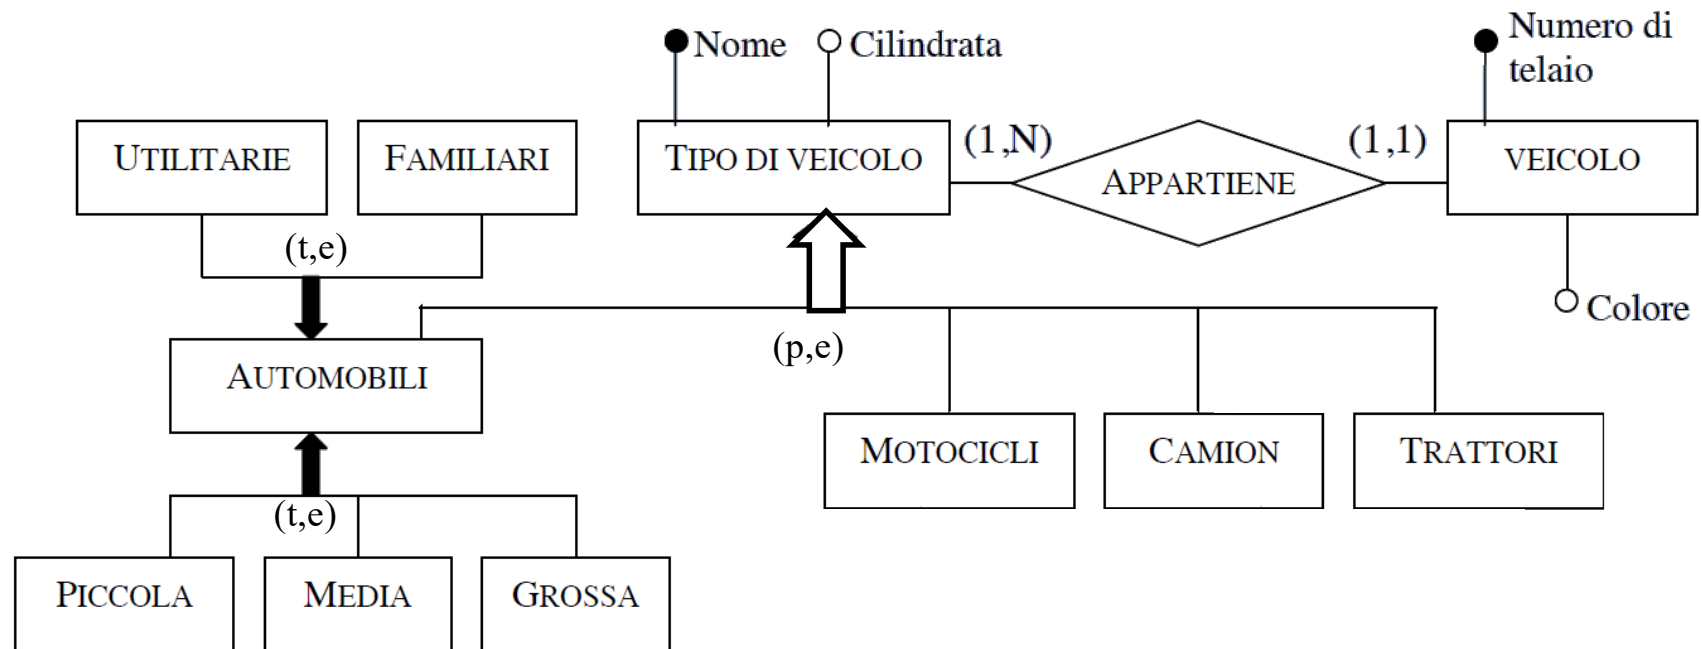 Nome
Cilindrata
Numero di
telaio
UTILITARIE
FAMILIARI
TIPO DI VEICOLO
(1,N)
APPARTIENE
(1,1)
VEICOLO
(t,e)
Colore
(p,e)
AUTOMOBILI
MOTOCICLI
CAMION
TRATTORI
(t,e)
PICCOLA
MEDIA
GROSSA